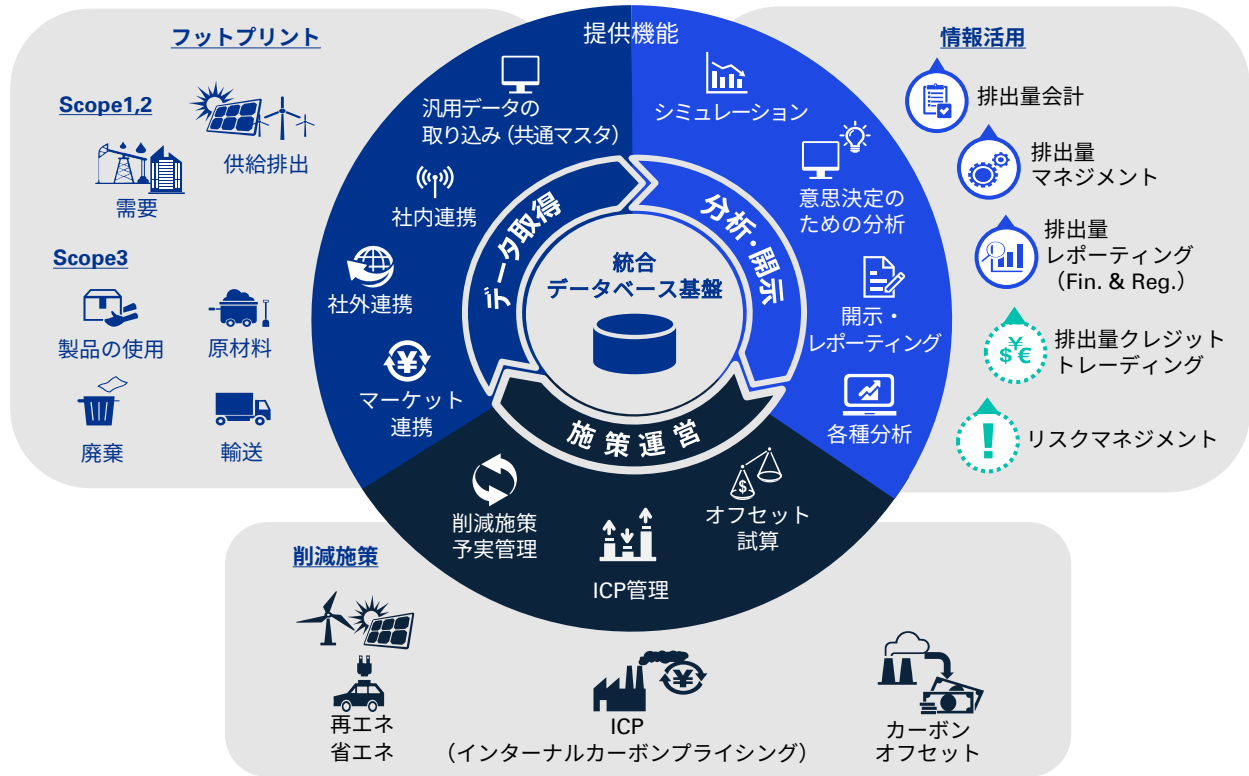 フットプリント
Scope1,2
供給排出
需要
Scope3
製品の使用
原材料
廃棄
輸送
提供機能
汎用データの
取り込み（共通マスタ）
社内連携
社外連携
マーケット
連携
データ取得
シミュレーション
意思決定の
ための分析
開示・
レポーティング
各種分析
分析・開示
統合
データベース基盤
施策運営
削減施策
予実管理
ICP管理
オフセット
試算
情報活用
排出量会計
排出量
マネジメント
排出量
レポーティング
（Fin. & Reg.）
¥
$€
排出量クレジット
トレーディング
!
リスクマネジメント
削減施策
再エネ
省エネ
ICP
（インターナルカーボンプライシング）
カーボン
オフセット